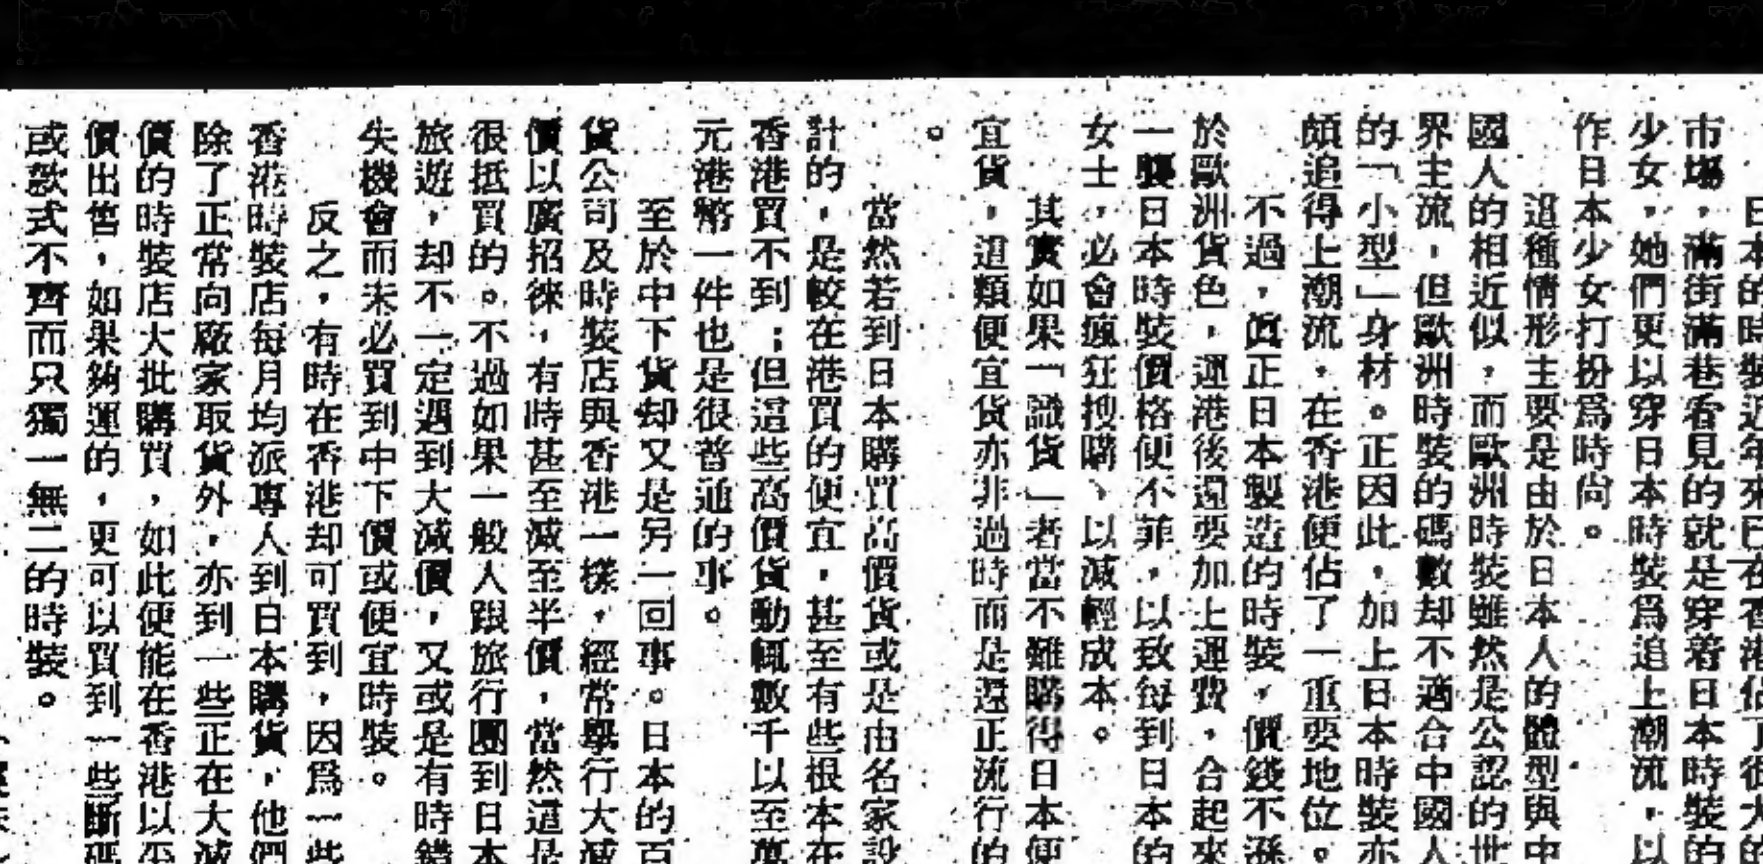 日本的時裝近年來已在香港佔了很大的
市場，滿街滿巷看見的就是穿着日本時裝的
少女，她們更以穿日本時裝爲追上潮流，以
作日本少女打扮爲時尙。
這種情形主要是由於日本人的體型與中
國人的相近似，而歐洲時裝雖然是公認的世
界主流，但歐洲時裝的碼數却不適合中國人
的「小型」身材。正因此，加上日本時裝亦
頗追得上潮流，在香港便佔了一重要地位。
不過，眞正日本製造的時裝，價錢不遜
於歐洲貨色，運港後還要加上運費，合起來
一襲日本時裝價格便不菲，以致每到日本的
女士，必會瘋狂搜購、以減輕成本。
其實如果「識貨」者當不難購得日本便
宜貨，這類便宜貨亦非過時而是還正流行的
。
當然若到日本購買高價貨或是由名家設
計的，是較在港買的便宜，甚至有些根本在
香港買不到；但這些高價貨動輒數千以至萬
元港幣一件也是很普通的事。
至於中下貨却又是另一回事。日本的百
貨公司及時裝店與香港一樣，經常舉行大減
價以廣招徠，有時甚至減至半價，當然這是
很抵買的。不過如果一般人跟旅行團到日本
旅遊，却不一定遇到大減價，又或是有時錯
失機會而未必買到中下價或便宜時裝。
反之，有時在香港却可買到，因爲一些
香港時裝店每月均派專人到日本購貨，他們
除了正常向廠家取貨外，亦到一些正在大減
價的時裝店大批購買，如此便能在香港以平
價出售，如果夠運的，更可以買到一些斷碼
或款式不齊而只獨一無二的時裝。